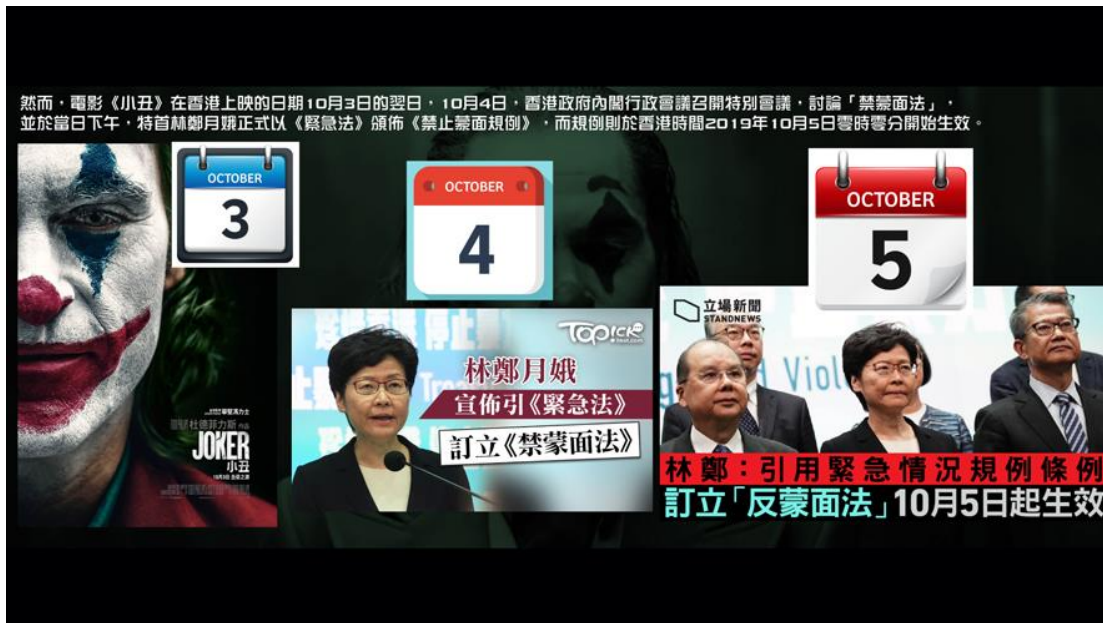 然而，電影《小丑》在香港上映的日期10月3日的翌日，10月4日，香港政府內閣行政會議召開特別會議，討論「禁蒙面法」，
並於當日下午，特首林鄭月娥正式以《緊急法》頒佈《禁止蒙面規例》，而規例則於香港時間2019年10月5日零時零分開始生效。
OCTOBER
3
OCTOBER
4
OCTOBER
5
杜德菲力斯 作品
JOKER
小丑
TOPick
林鄭月娥
宣佈引《緊急法》
訂立《禁蒙面法》
立場新聞
STANDNEWS
Viol
林鄭：引用緊急情況規例條例
訂立「反蒙面法」10月5日起生效